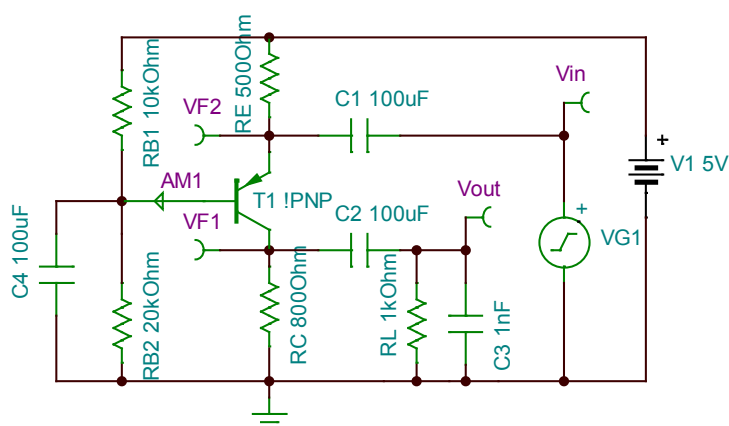 Vin
C1 100uF
RE 500Ohm
VF2
RB1 10kOhm
+
V1 5V
AM1
T1 !PNP
Vout
VF1
C2 100uF
+
VG1
C4 100uF
RB2 20kOhm
RC 800Ohm
RL 1kOhm
C3 1nF